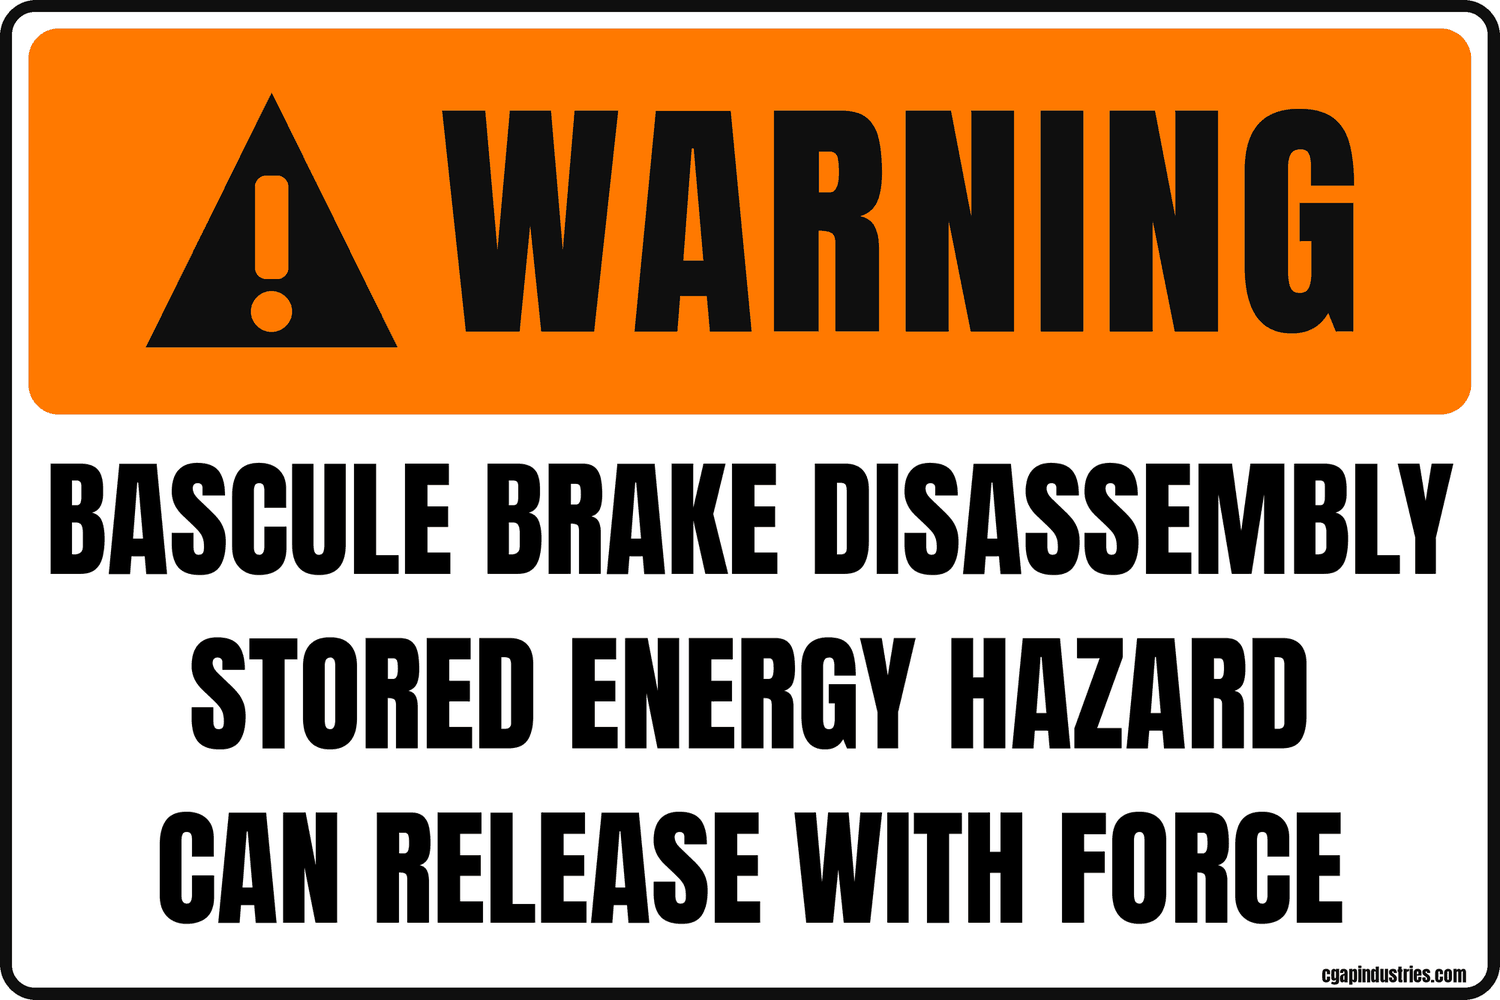 WARNING
BASCULE BRAKE DISASSEMBLY
STORED ENERGY HAZARD
CAN RELEASE WITH FORCE
cgapindustries.com